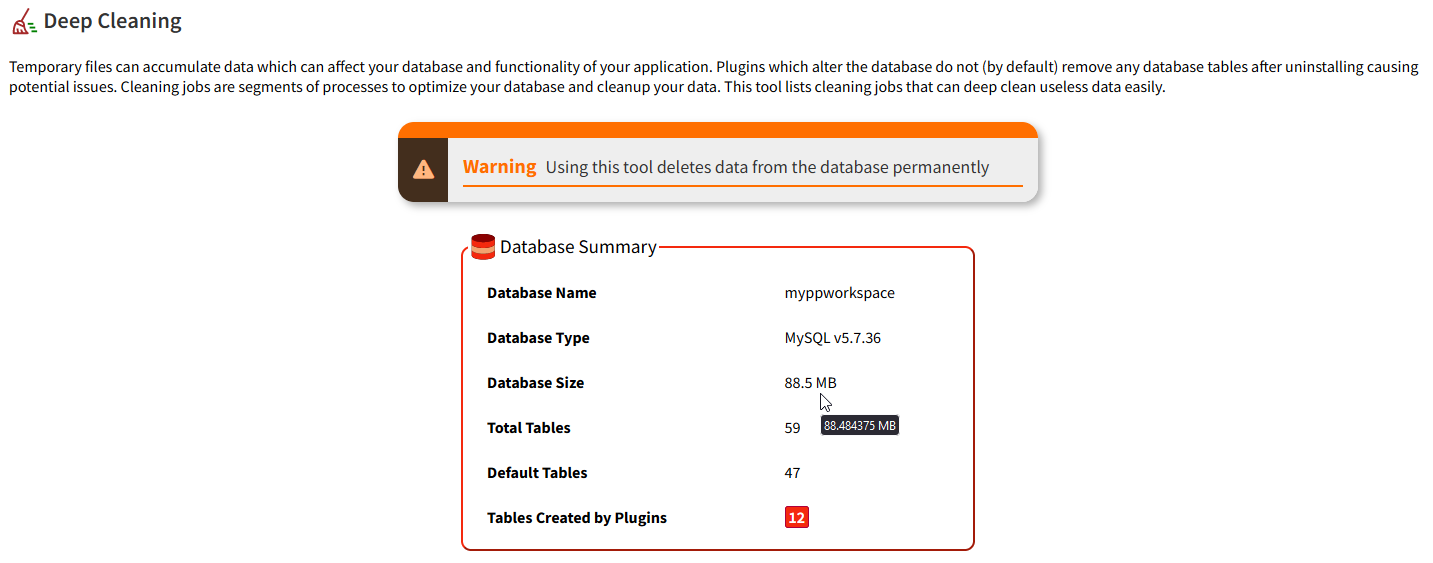 Deep Cleaning
Temporary files can accumulate data which can affect your database and functionality of your application. Plugins which alter the database do not (by default) remove any database tables after uninstalling causing
potential issues. Cleaning jobs are segments of processes to optimize your database and cleanup your data. This tool lists cleaning jobs that can deep clean useless data easily.
Warning Using this tool deletes data from the database permanently
Database Summary
Database Name myppworkspace
Database Type MySQL v5.7.36
Database Size 88.5 MB
Total Tables 59 88.484375 MB
Default Tables 47
Tables Created by Plugins 12